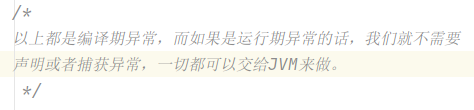 /*
以上都是编译期异常，而如果是运行期异常的话，我们就不需要
声明或者捕获异常，一切都可以交给JVM来做。
*/